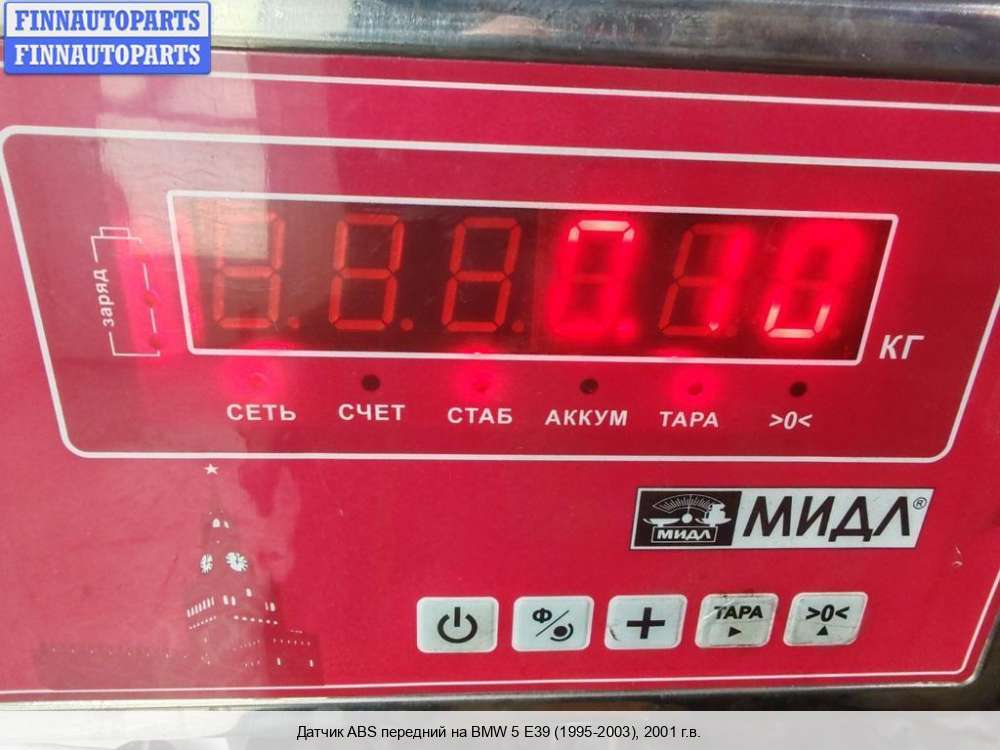 FINNAUTOPARTS
FINNAUTOPARTS
заряд
0.10
КГ
СЕТЬ СЧЕТ СТАБ АККУМ ТАРА >0<
МИДЛ МИДЛ®
Ф ТАРА >0<
Датчик ABS передний на BMW 5 E39 (1995-2003), 2001 г.в.